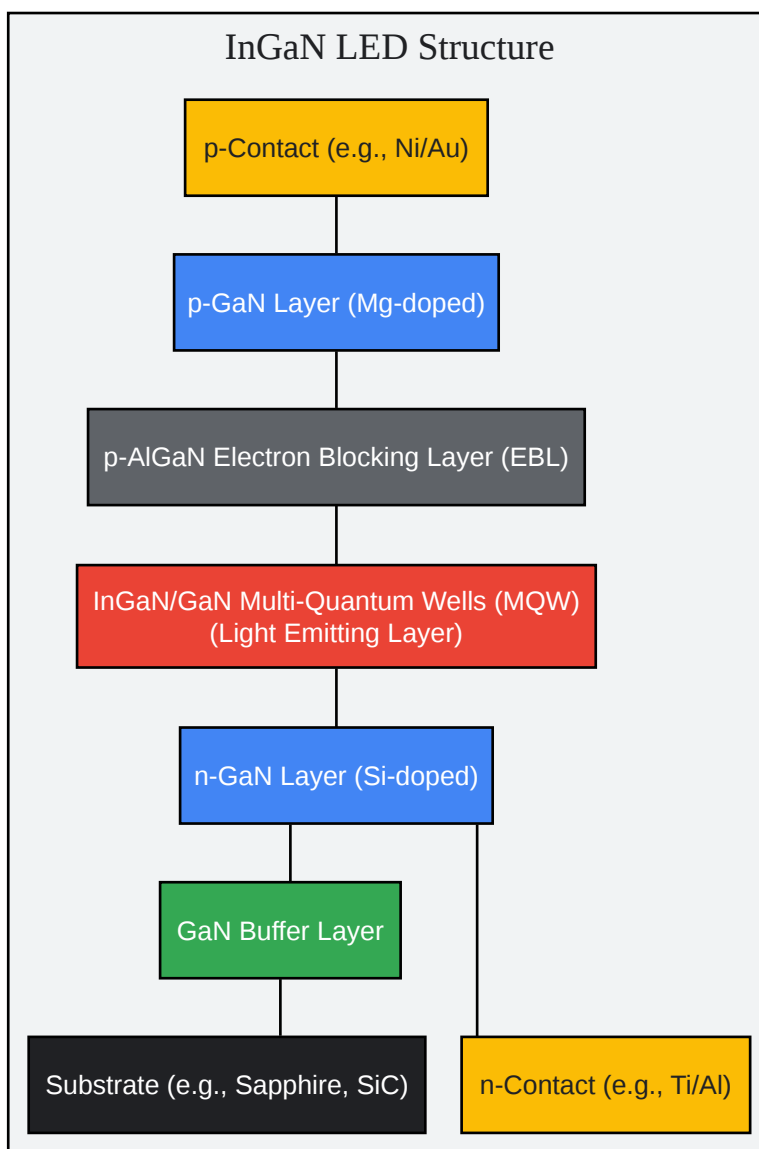 InGaN LED Structure
p-Contact (e.g., Ni/Au)
p-GaN Layer (Mg-doped)
p-AlGaN Electron Blocking Layer (EBL)
InGaN/GaN Multi-Quantum Wells (MQW)
(Light Emitting Layer)
n-GaN Layer (Si-doped)
GaN Buffer Layer
Substrate (e.g., Sapphire, SiC)
n-Contact (e.g., Ti/Al)